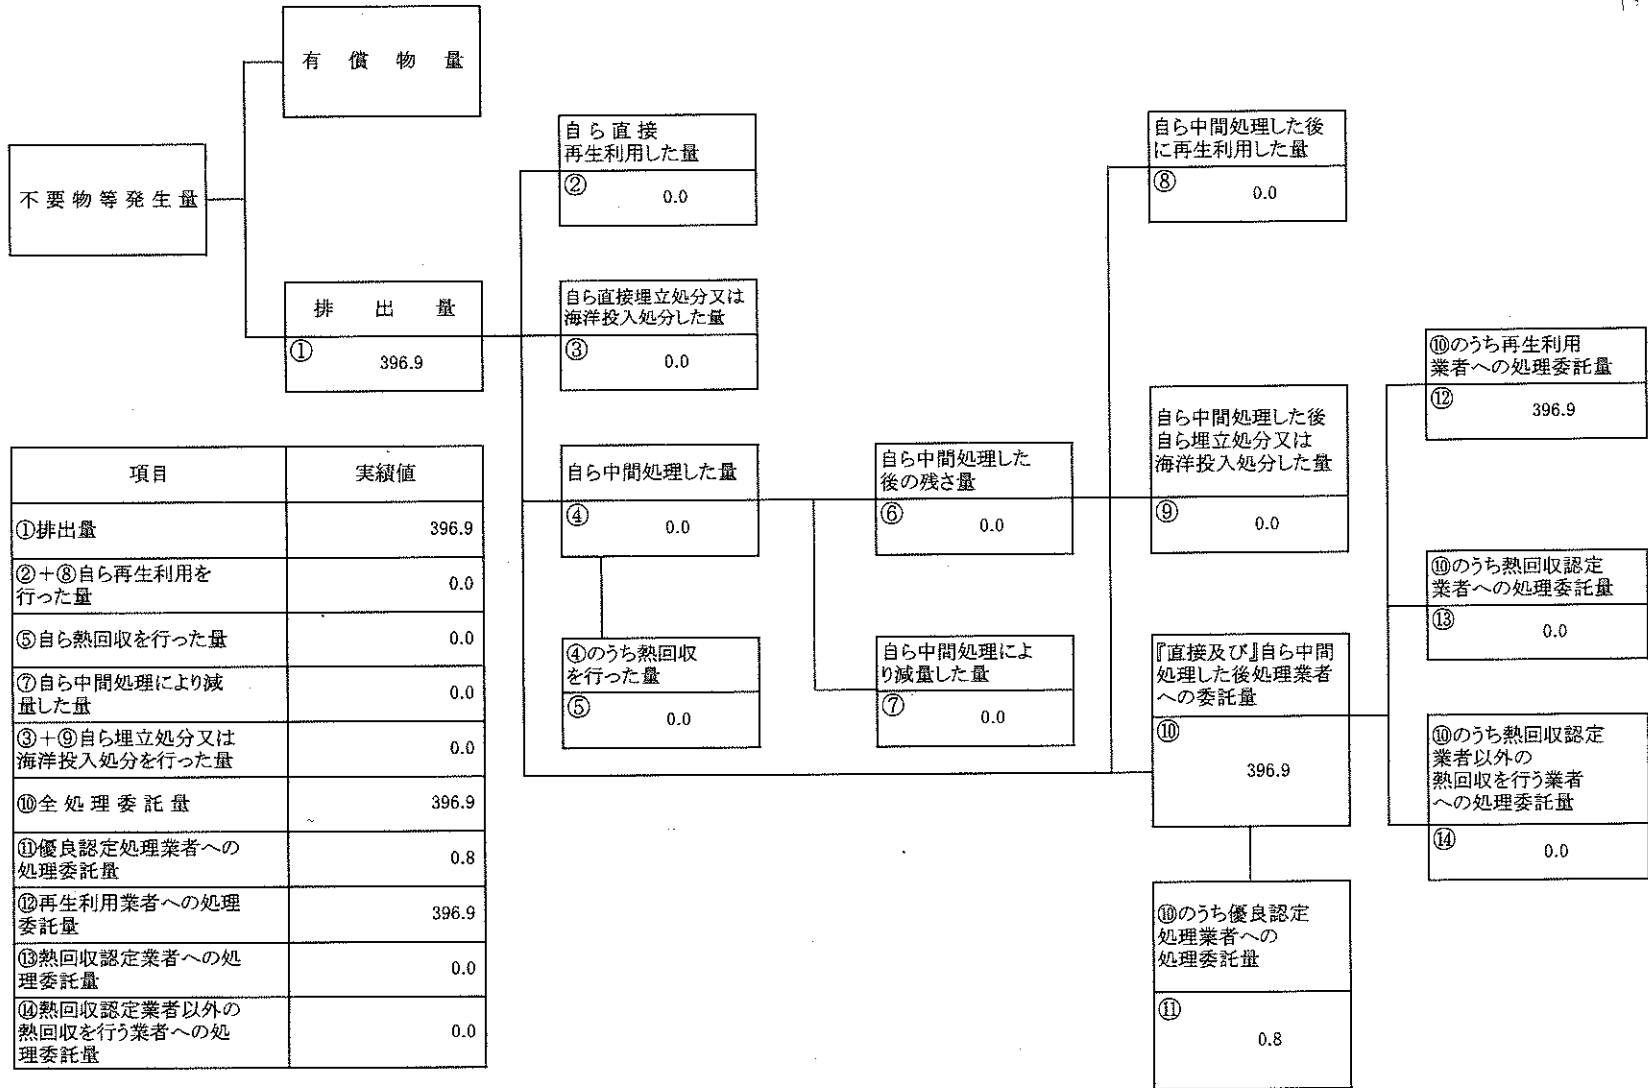 有償物量
不要物等発生量
排出量
①
396.9
自ら直接
再生利用した量
②
0.0
自ら直接埋立処分又は
海洋投入処分した量
③
0.0
自ら中間処理した量
④
0.0
④のうち熱回収
を行った量
⑤
0.0
自ら中間処理した
後の残さ量
⑥
0.0
自ら中間処理によ
り減量した量
⑦
0.0
自ら中間処理した後
に再生利用した量
⑧
0.0
自ら中間処理した後
自ら埋立処分又は
海洋投入処分した量
⑨
0.0
『直接及び』自ら中間
処理した後処理業者
への委託量
⑩
396.9
⑩のうち優良認定
処理業者への
処理委託量
⑪
0.8
⑩のうち再生利用
業者への処理委託量
⑫
396.9
⑩のうち熱回収認定
業者への処理委託量
⑬
0.0
⑩のうち熱回収認定
業者以外の
熱回収を行う業者
への処理委託量
⑭
0.0
項目 実績値
①排出量 396.9
②+⑧自ら再生利用を
行った量 0.0
⑤自ら熱回収を行った量 0.0
⑦自ら中間処理により減
量した量 0.0
③+⑨自ら埋立処分又は
海洋投入処分を行った量 0.0
⑩全処理委託量 396.9
⑪優良認定処理業者への
処理委託量 0.8
⑫再生利用業者への処理
委託量 396.9
⑬熱回収認定業者への処
理委託量 0.0
⑭熱回収認定業者以外の
熱回収を行う業者への処
理委託量 0.0